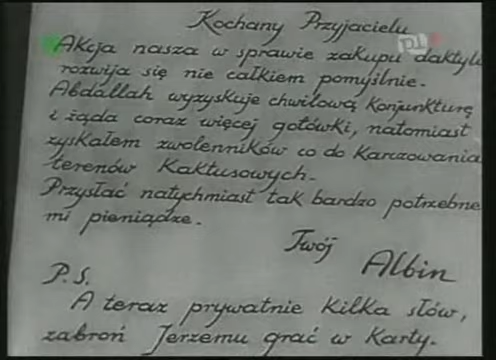 Kochany Przyjacielu
Akcja nasza w sprawie zakupu daktyli
rozwija się nie całkiem pomyślnie.
Abdallah wyzyskuje chwilową Konjunkturę
i żąda coraz więcej gotówki, natomiast
zyskałem zwolenników co do Karczowania
terenów Kaktusowych.
Przysłać natychmiast tak bardzo potrzebne
mi pieniądze.
Twój
Albin
P.S.
A teraz prywatnie Kilka słów,
zabroń Jerzemu grać w Karty.